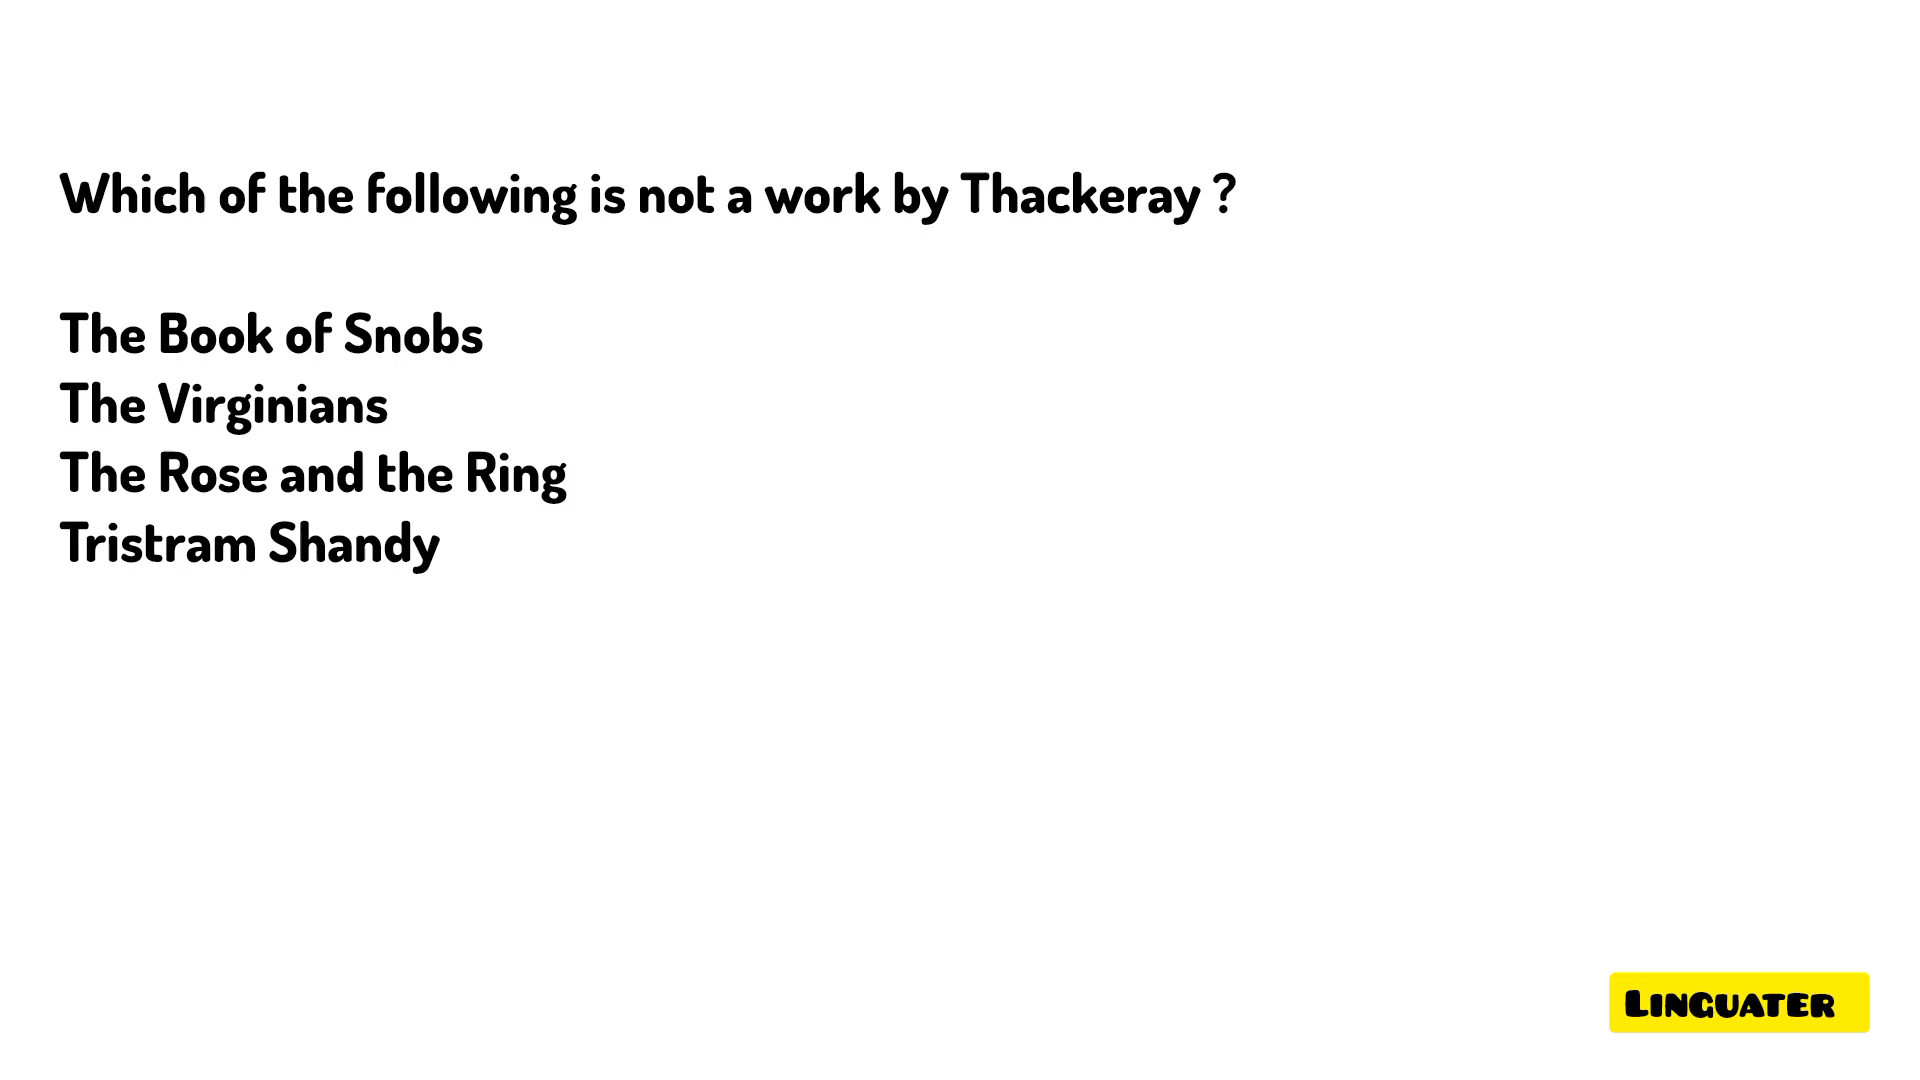 Which of the following is not a work by Thackeray ?
The Book of Snobs
The Virginians
The Rose and the Ring
Tristram Shandy
LINGUATER